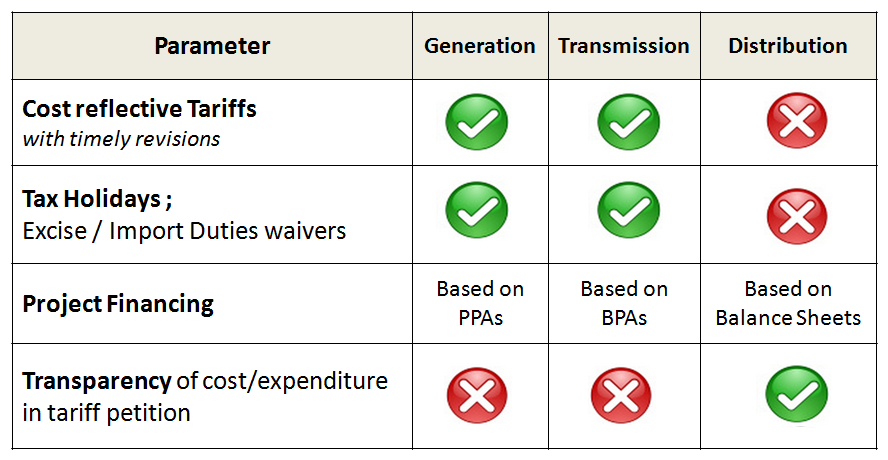 Parameter
Generation
Transmission
Distribution
Cost reflective Tariffs
with timely revisions
Tax Holidays ;
Excise / Import Duties waivers
Project Financing
Based on
PPAs
Based on
BPAs
Based on
Balance Sheets
Transparency of cost/expenditure
in tariff petition